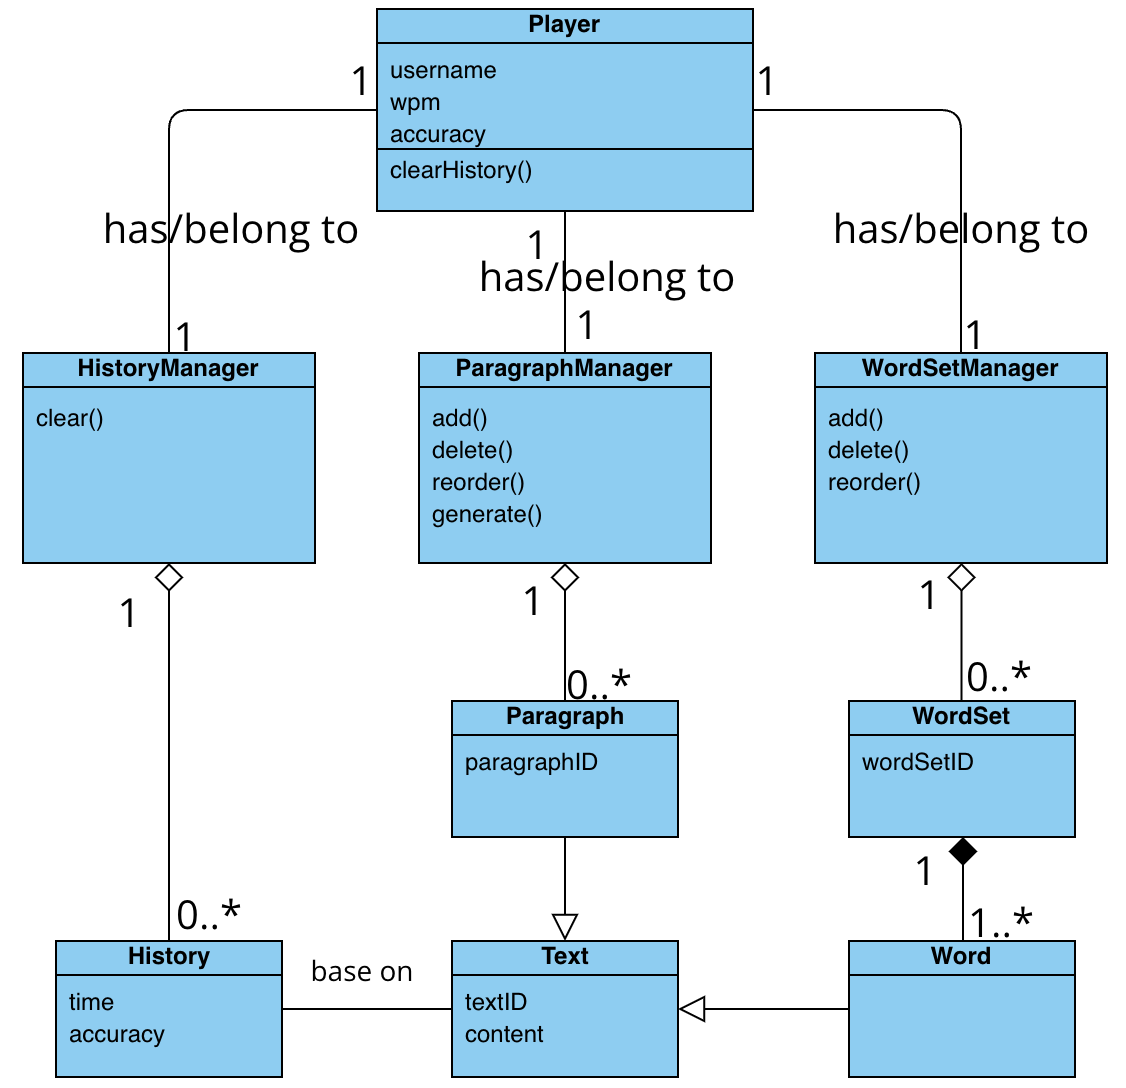 Player
username
wpm
accuracy
clearHistory()
1
1
has/belong to
1
has/belong to
has/belong to
1
1
1
HistoryManager
clear()
ParagraphManager
add()
delete()
reorder()
generate()
WordSetManager
add()
delete()
reorder()
1
1
1
0..*
0..*
Paragraph
paragraphID
WordSet
wordSetID
1
0..*
1..*
History
time
accuracy
base on
Text
textID
content
Word